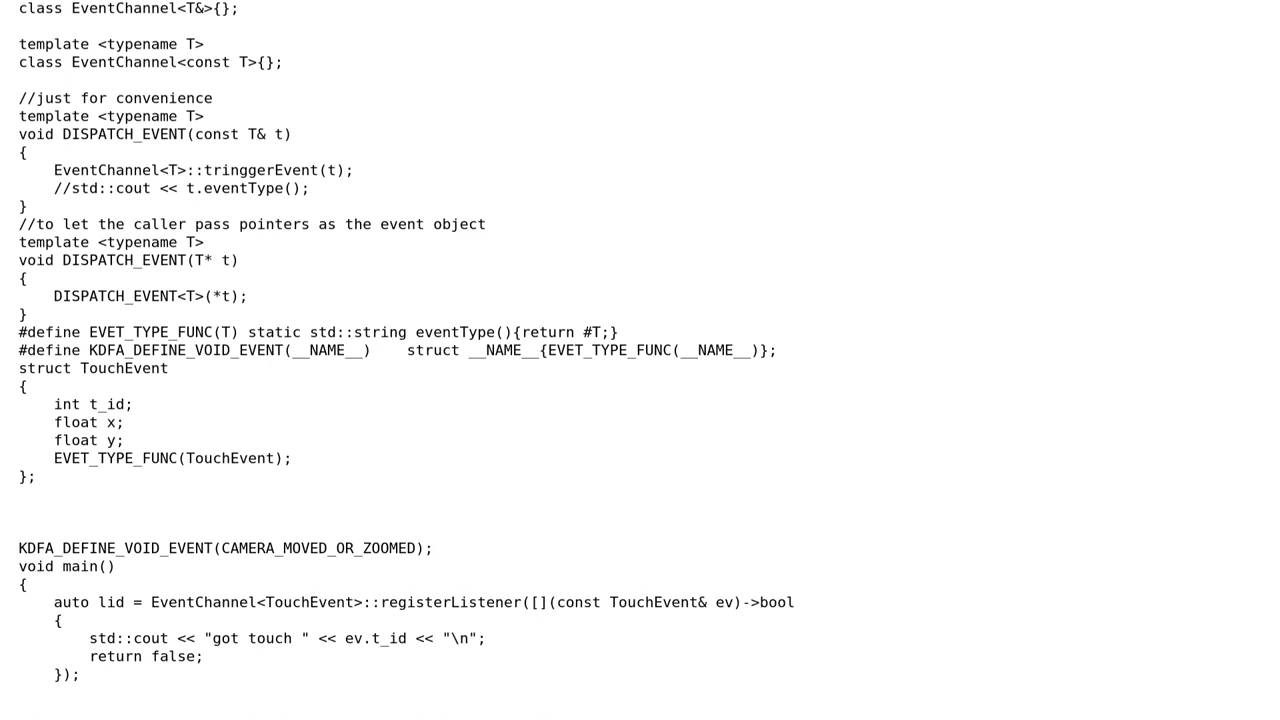 class EventChannel<T&>{};
template <typename T>
class EventChannel<const T>{};
//just for convenience
template <typename T>
void DISPATCH_EVENT(const T& t)
{
    EventChannel<T>::tringgerEvent(t);
    //std::cout << t.eventType();
}
//to let the caller pass pointers as the event object
template <typename T>
void DISPATCH_EVENT(T* t)
{
    DISPATCH_EVENT<T>(*t);
}
#define EVET_TYPE_FUNC(T) static std::string eventType(){return #T;}
#define KDFA_DEFINE_VOID_EVENT(__NAME__)    struct __NAME__{EVET_TYPE_FUNC(__NAME__)};
struct TouchEvent
{
    int t_id;
    float x;
    float y;
    EVET_TYPE_FUNC(TouchEvent);
};
KDFA_DEFINE_VOID_EVENT(CAMERA_MOVED_OR_ZOOMED);
void main()
{
    auto lid = EventChannel<TouchEvent>::registerListener([](const TouchEvent& ev)->bool
    {
        std::cout << "got touch " << ev.t_id << "\n";
        return false;
    });